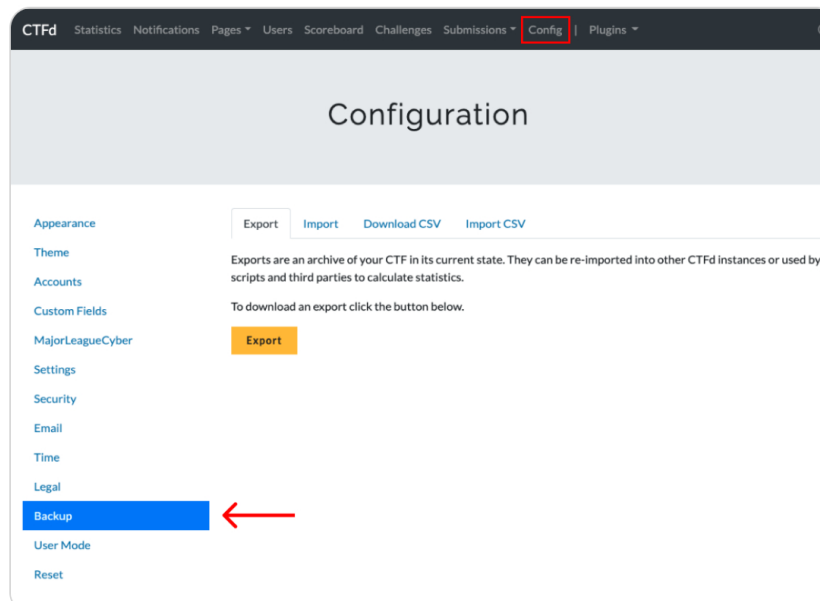 CTFd Statistics Notifications Pages Users Scoreboard Challenges Submissions Config | Plugins
Configuration
Appearance
Theme
Accounts
Custom Fields
MajorLeagueCyber
Settings
Security
Email
Time
Legal
Backup
User Mode
Reset
Export Import Download CSV Import CSV
Exports are an archive of your CTF in its current state. They can be re-imported into other CTFd instances or used by
scripts and third parties to calculate statistics.
To download an export click the button below.
Export